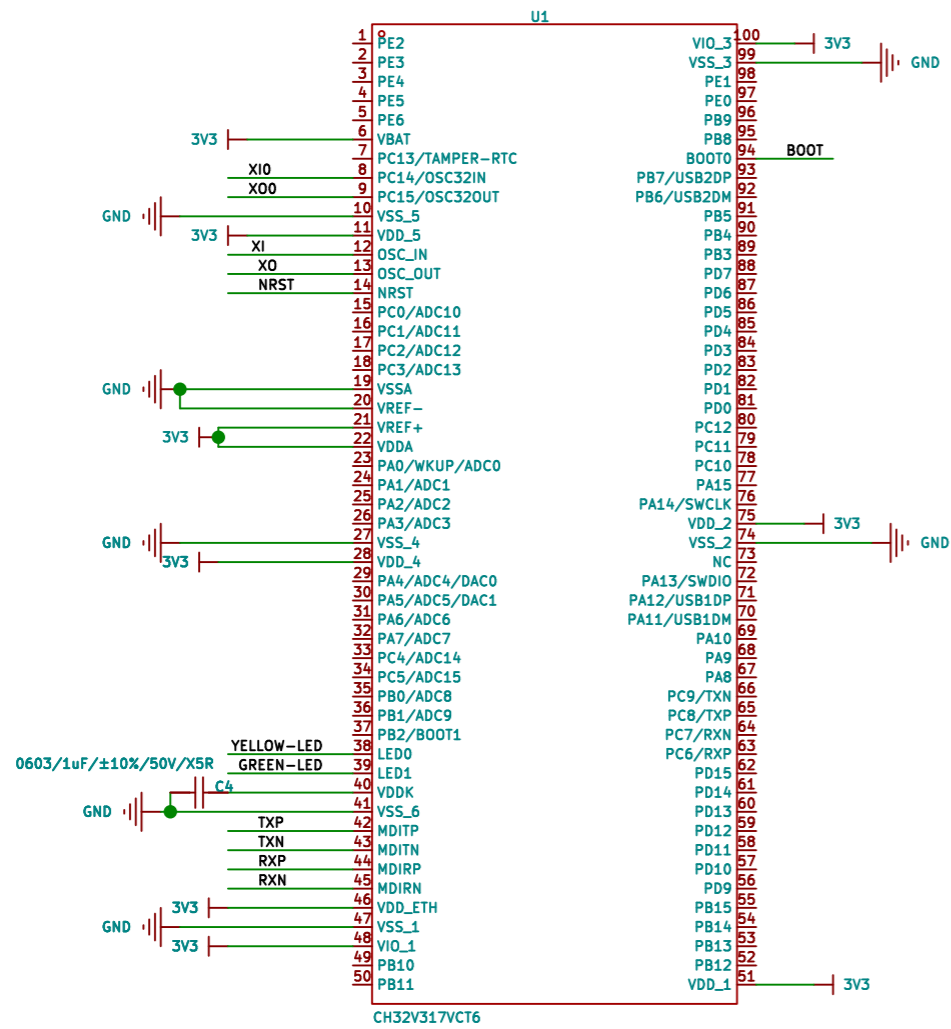 U1
1 PE2
2 PE3
3 PE4
4 PE5
5 PE6
3V3 6 VBAT
7 PC13/TAMPER-RTC
XI0 8 PC14/OSC32IN
XO0 9 PC15/OSC32OUT
GND 10 VSS_5
3V3 11 VDD_5
XI 12 OSC_IN
XO 13 OSC_OUT
NRST 14 NRST
15 PC0/ADC10
16 PC1/ADC11
17 PC2/ADC12
18 PC3/ADC13
GND 19 VSSA
20 VREF-
21 VREF+
3V3 22 VDDA
23 PA0/WKUP/ADC0
24 PA1/ADC1
25 PA2/ADC2
26 PA3/ADC3
GND 27 VSS_4
3V3 28 VDD_4
29 PA4/ADC4/DAC0
30 PA5/ADC5/DAC1
31 PA6/ADC6
32 PA7/ADC7
33 PC4/ADC14
34 PC5/ADC15
35 PB0/ADC8
36 PB1/ADC9
37 PB2/BOOT1
YELLOW-LED 38 LED0
0603/1uF/±10%/50V/X5R
GREEN-LED 39 LED1
C4 40 VDDK
GND 41 VSS_6
TXP 42 MDITP
TXN 43 MDITN
RXP 44 MDIRP
RXN 45 MDIRN
3V3 46 VDD_ETH
GND 47 VSS_1
3V3 48 VIO_1
49 PB10
50 PB11
VIO_3 100 3V3
VSS_3 99 GND
PE1 98
PE0 97
PB9 96
PB8 95
BOOT0 94 BOOT
PB7/USB2DP 93
PB6/USB2DM 92
PB5 91
PB4 90
PB3 89
PD7 88
PD6 87
PD5 86
PD4 85
PD3 84
PD2 83
PD1 82
PD0 81
PC12 80
PC11 79
PC10 78
PA15 77
PA14/SWCLK 76
VDD_2 75 3V3
VSS_2 74 GND
NC 73
PA13/SWDIO 72
PA12/USB1DP 71
PA11/USB1DM 70
PA10 69
PA9 68
PA8 67
PC9/TXN 66
PC8/TXP 65
PC7/RXN 64
PC6/RXP 63
PD15 62
PD14 61
PD13 60
PD12 59
PD11 58
PD10 57
PD9 56
PB15 55
PB14 54
PB13 53
PB12 52
VDD_1 51 3V3
CH32V317VCT6